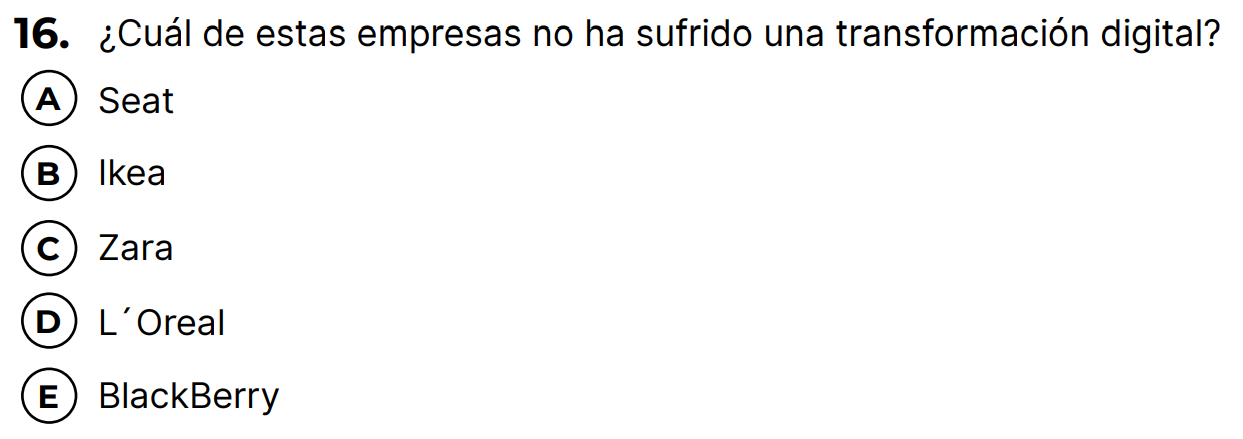 16. ¿Cuál de estas empresas no ha sufrido una transformación digital?
A Seat
B Ikea
C Zara
D L´Oreal
E BlackBerry